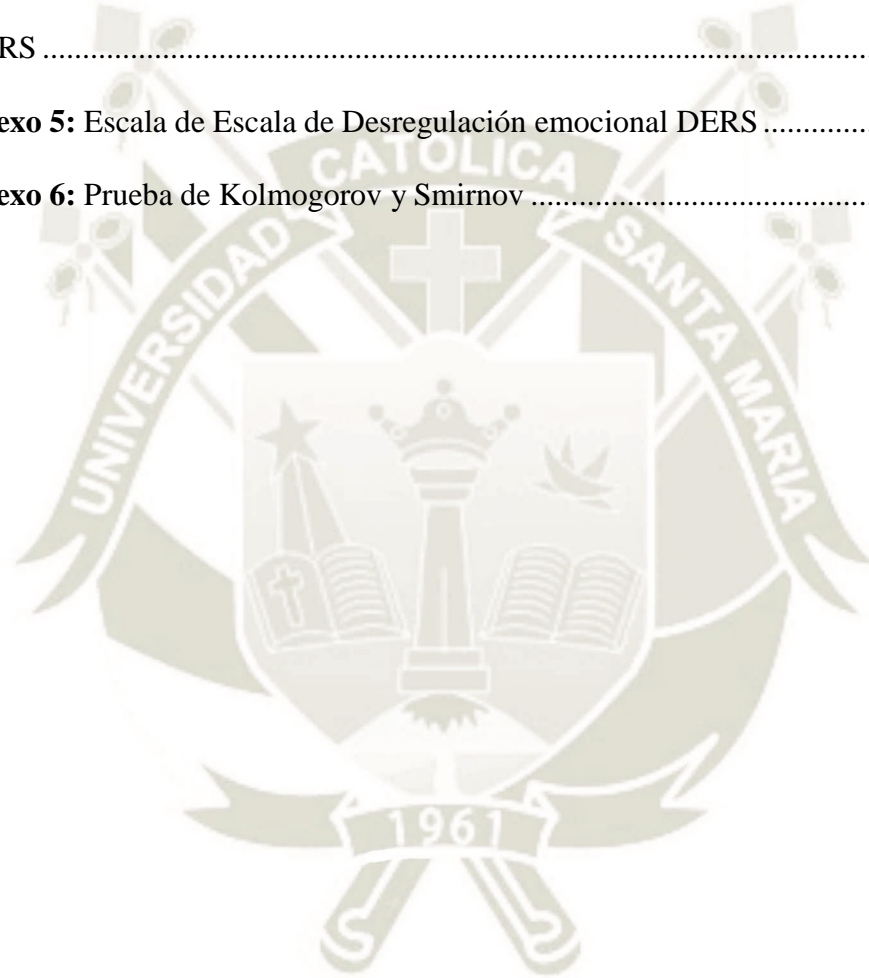 RS ........................................................................................................
exo 5: Escala de Escala de Desregulación emocional DERS ..............
exo 6: Prueba de Kolmogorov y Smirnov ..........................................
UNIVERSIDAD CATOLICA SANTA MARIA
1961